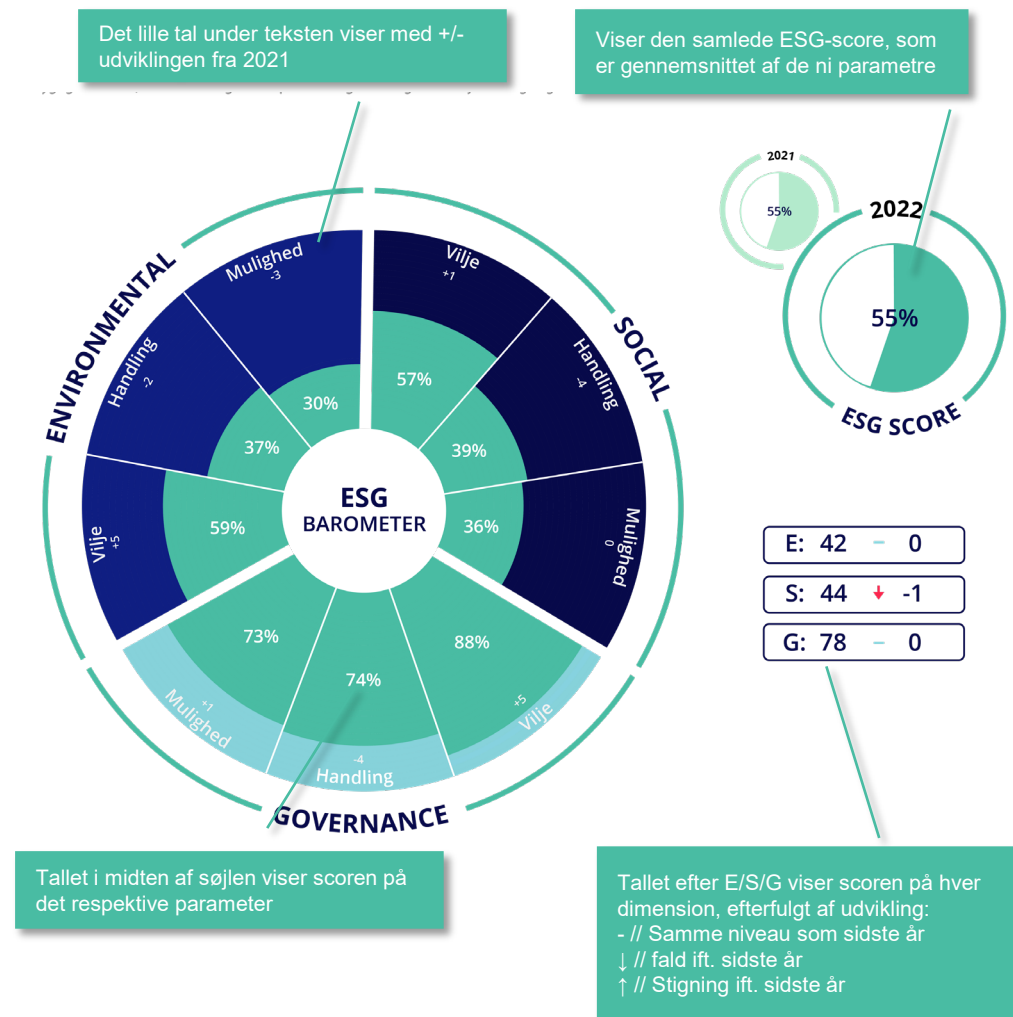 Det lille tal under teksten viser med +/-
udviklingen fra 2021
Viser den samlede ESG-score, som
er gennemsnittet af de ni parametre
2021
55%
2022
55%
ESG SCORE
ENVIRONMENTAL
Mulighed
-3
30%
Handling
-2
37%
Vilje
+5
59%
SOCIAL
Vilje
+1
57%
Handling
-4
39%
Mulighed
0
36%
ESG
BAROMETER
GOVERNANCE
73%
+1
Mulighed
74%
-4
Handling
88%
+5
Vilje
E: 42 – 0
S: 44 ↓ -1
G: 78 – 0
Tallet i midten af søjlen viser scoren på
det respektive parameter
Tallet efter E/S/G viser scoren på hver
dimension, efterfulgt af udvikling:
- // Samme niveau som sidste år
↓ // fald ift. sidste år
↑ // Stigning ift. sidste år